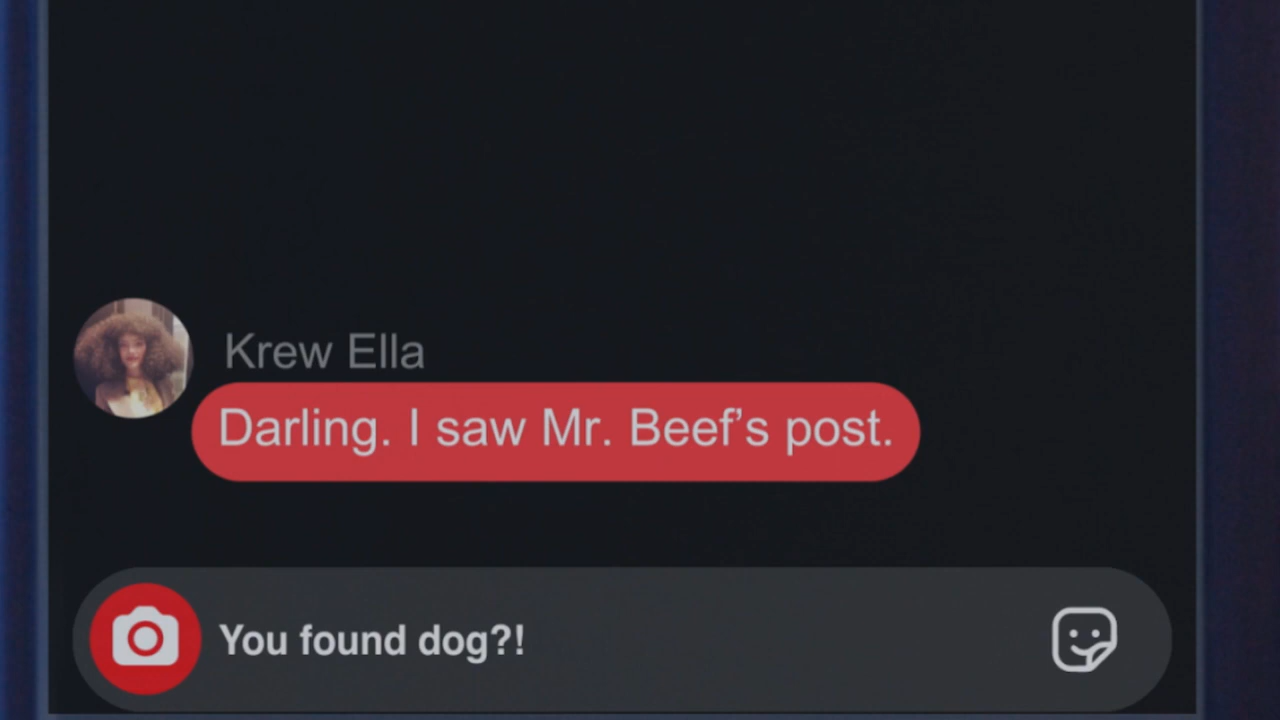 Krew Ella
Darling. I saw Mr. Beef’s post.
You found dog?!